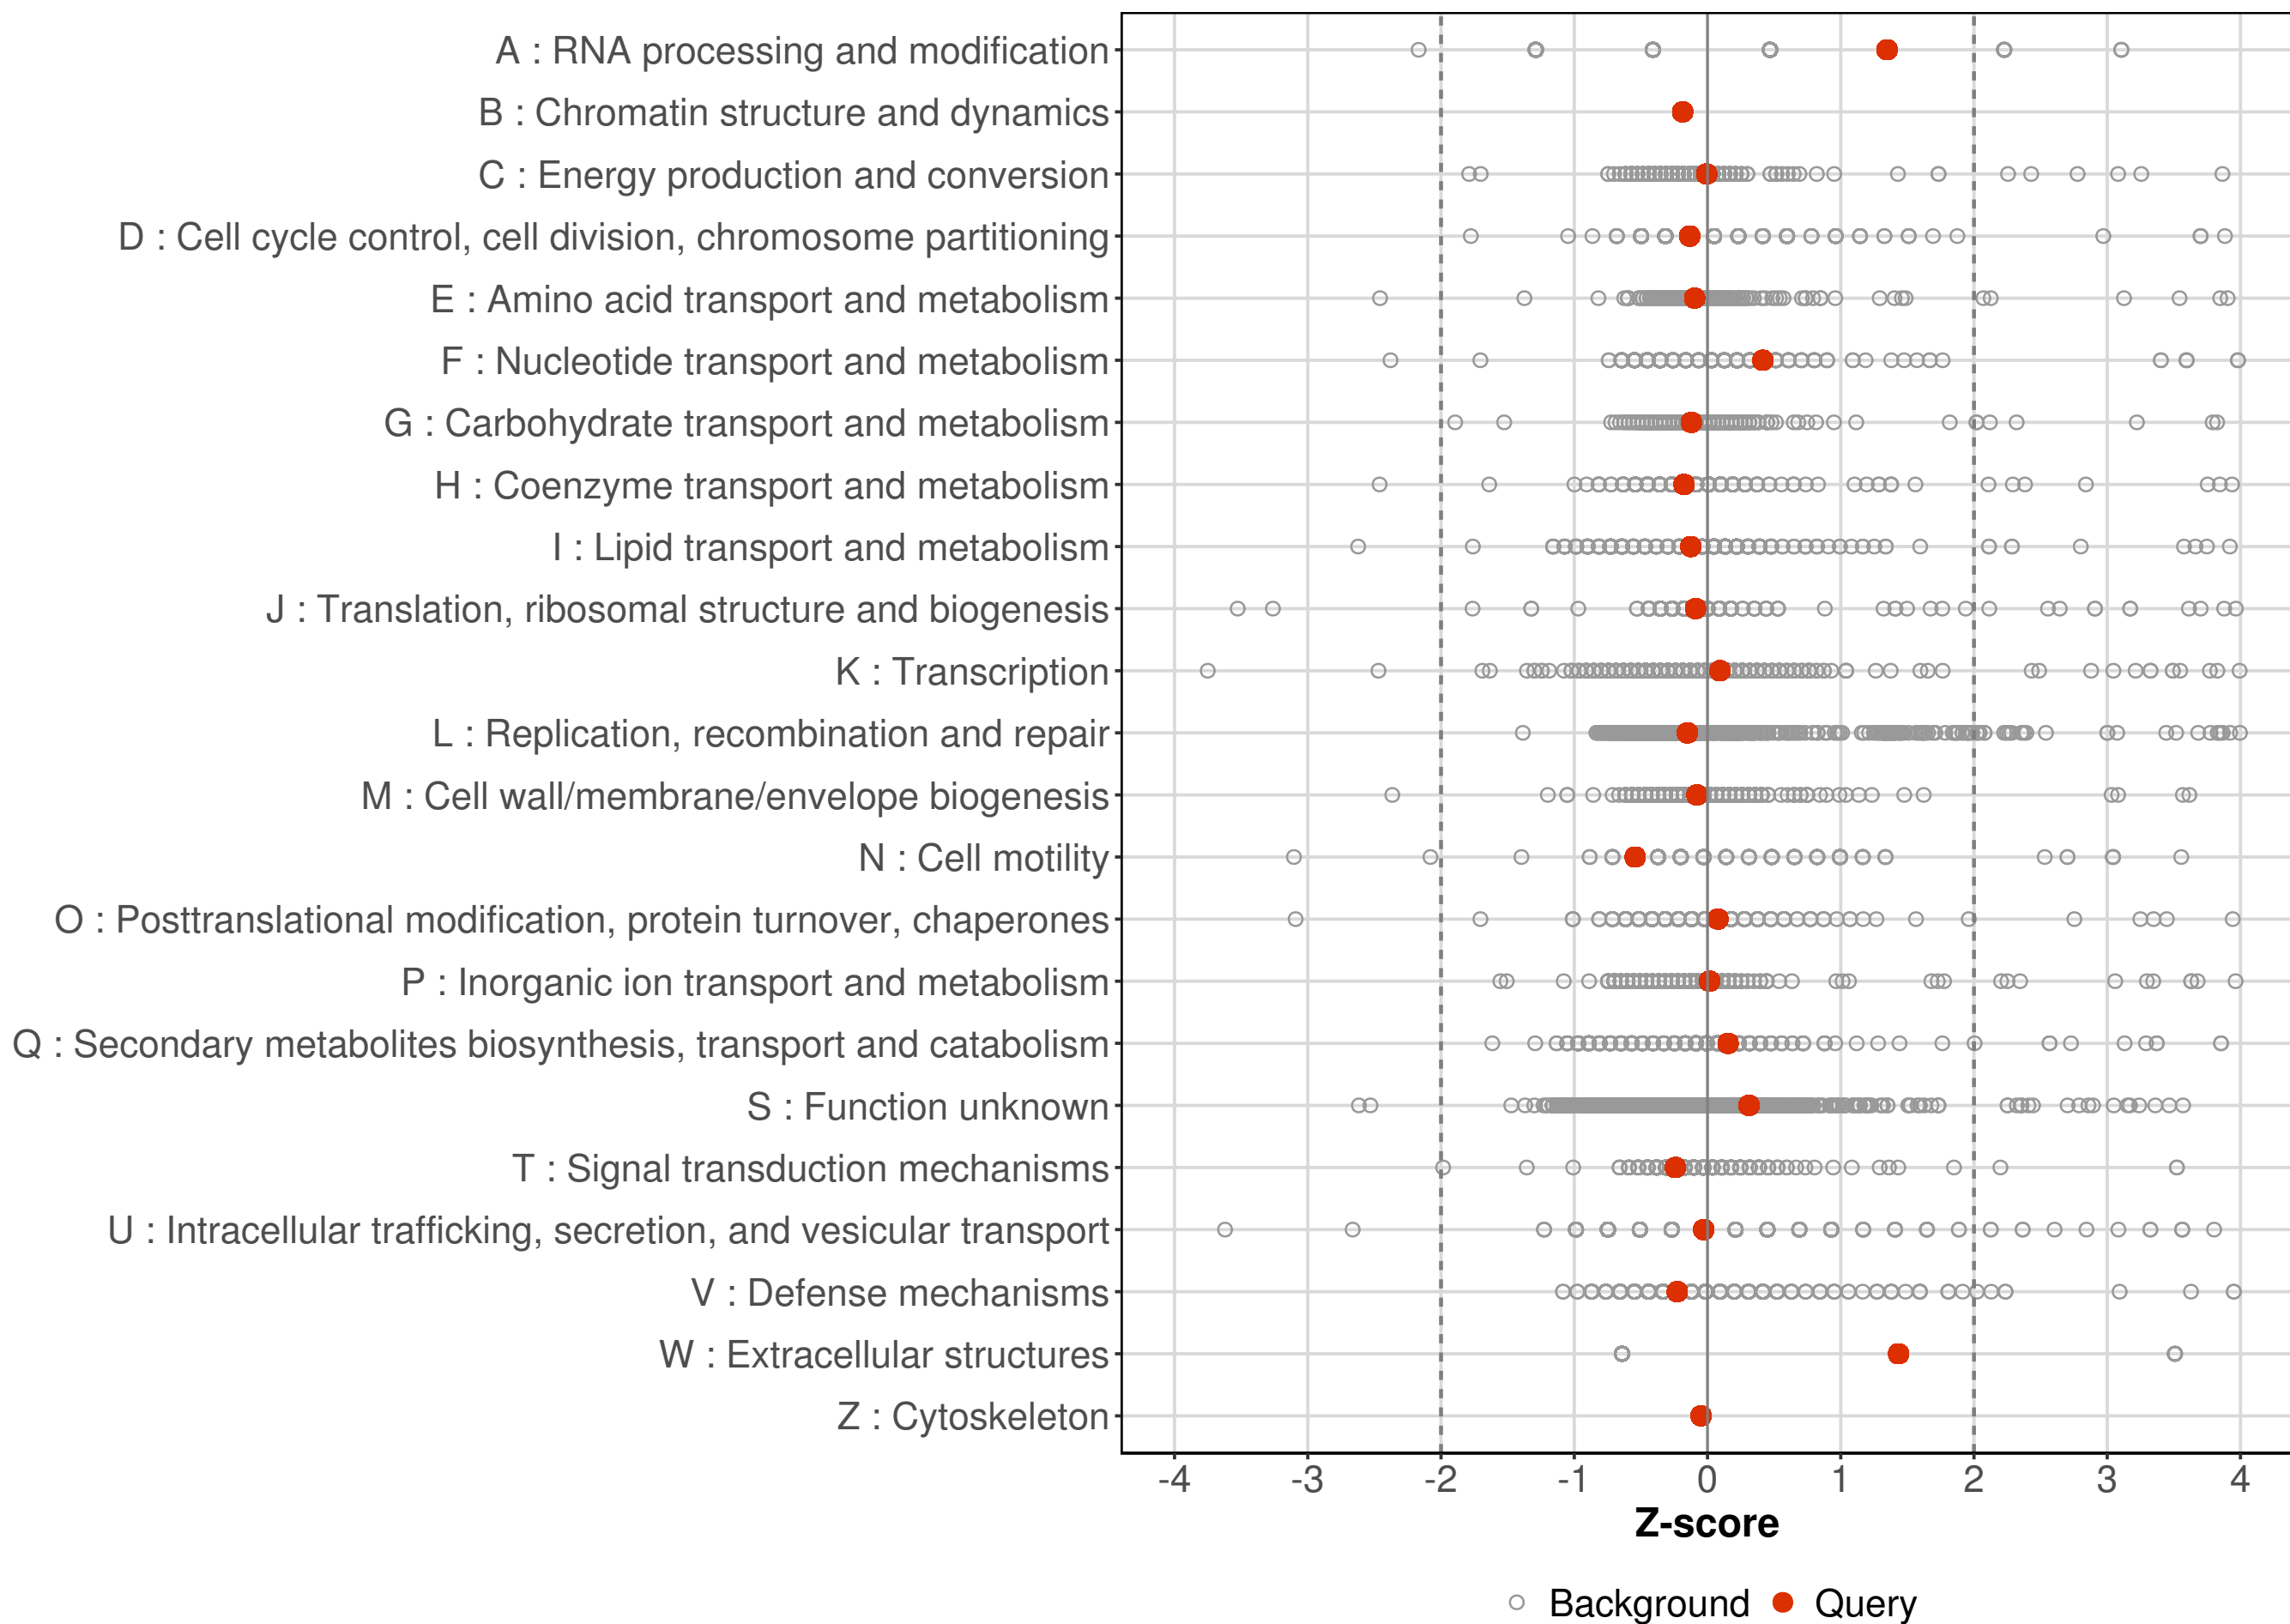 A : RNA processing and modification
B : Chromatin structure and dynamics
C : Energy production and conversion
D : Cell cycle control, cell division, chromosome partitioning
E : Amino acid transport and metabolism
F : Nucleotide transport and metabolism
G : Carbohydrate transport and metabolism
H : Coenzyme transport and metabolism
I : Lipid transport and metabolism
J : Translation, ribosomal structure and biogenesis
K : Transcription
L : Replication, recombination and repair
M : Cell wall/membrane/envelope biogenesis
N : Cell motility
O : Posttranslational modification, protein turnover, chaperones
P : Inorganic ion transport and metabolism
Q : Secondary metabolites biosynthesis, transport and catabolism
S : Function unknown
T : Signal transduction mechanisms
U : Intracellular trafficking, secretion, and vesicular transport
V : Defense mechanisms
W : Extracellular structures
Z : Cytoskeleton
-4 -3 -2 -1 0 1 2 3 4
Z-score
Background Query